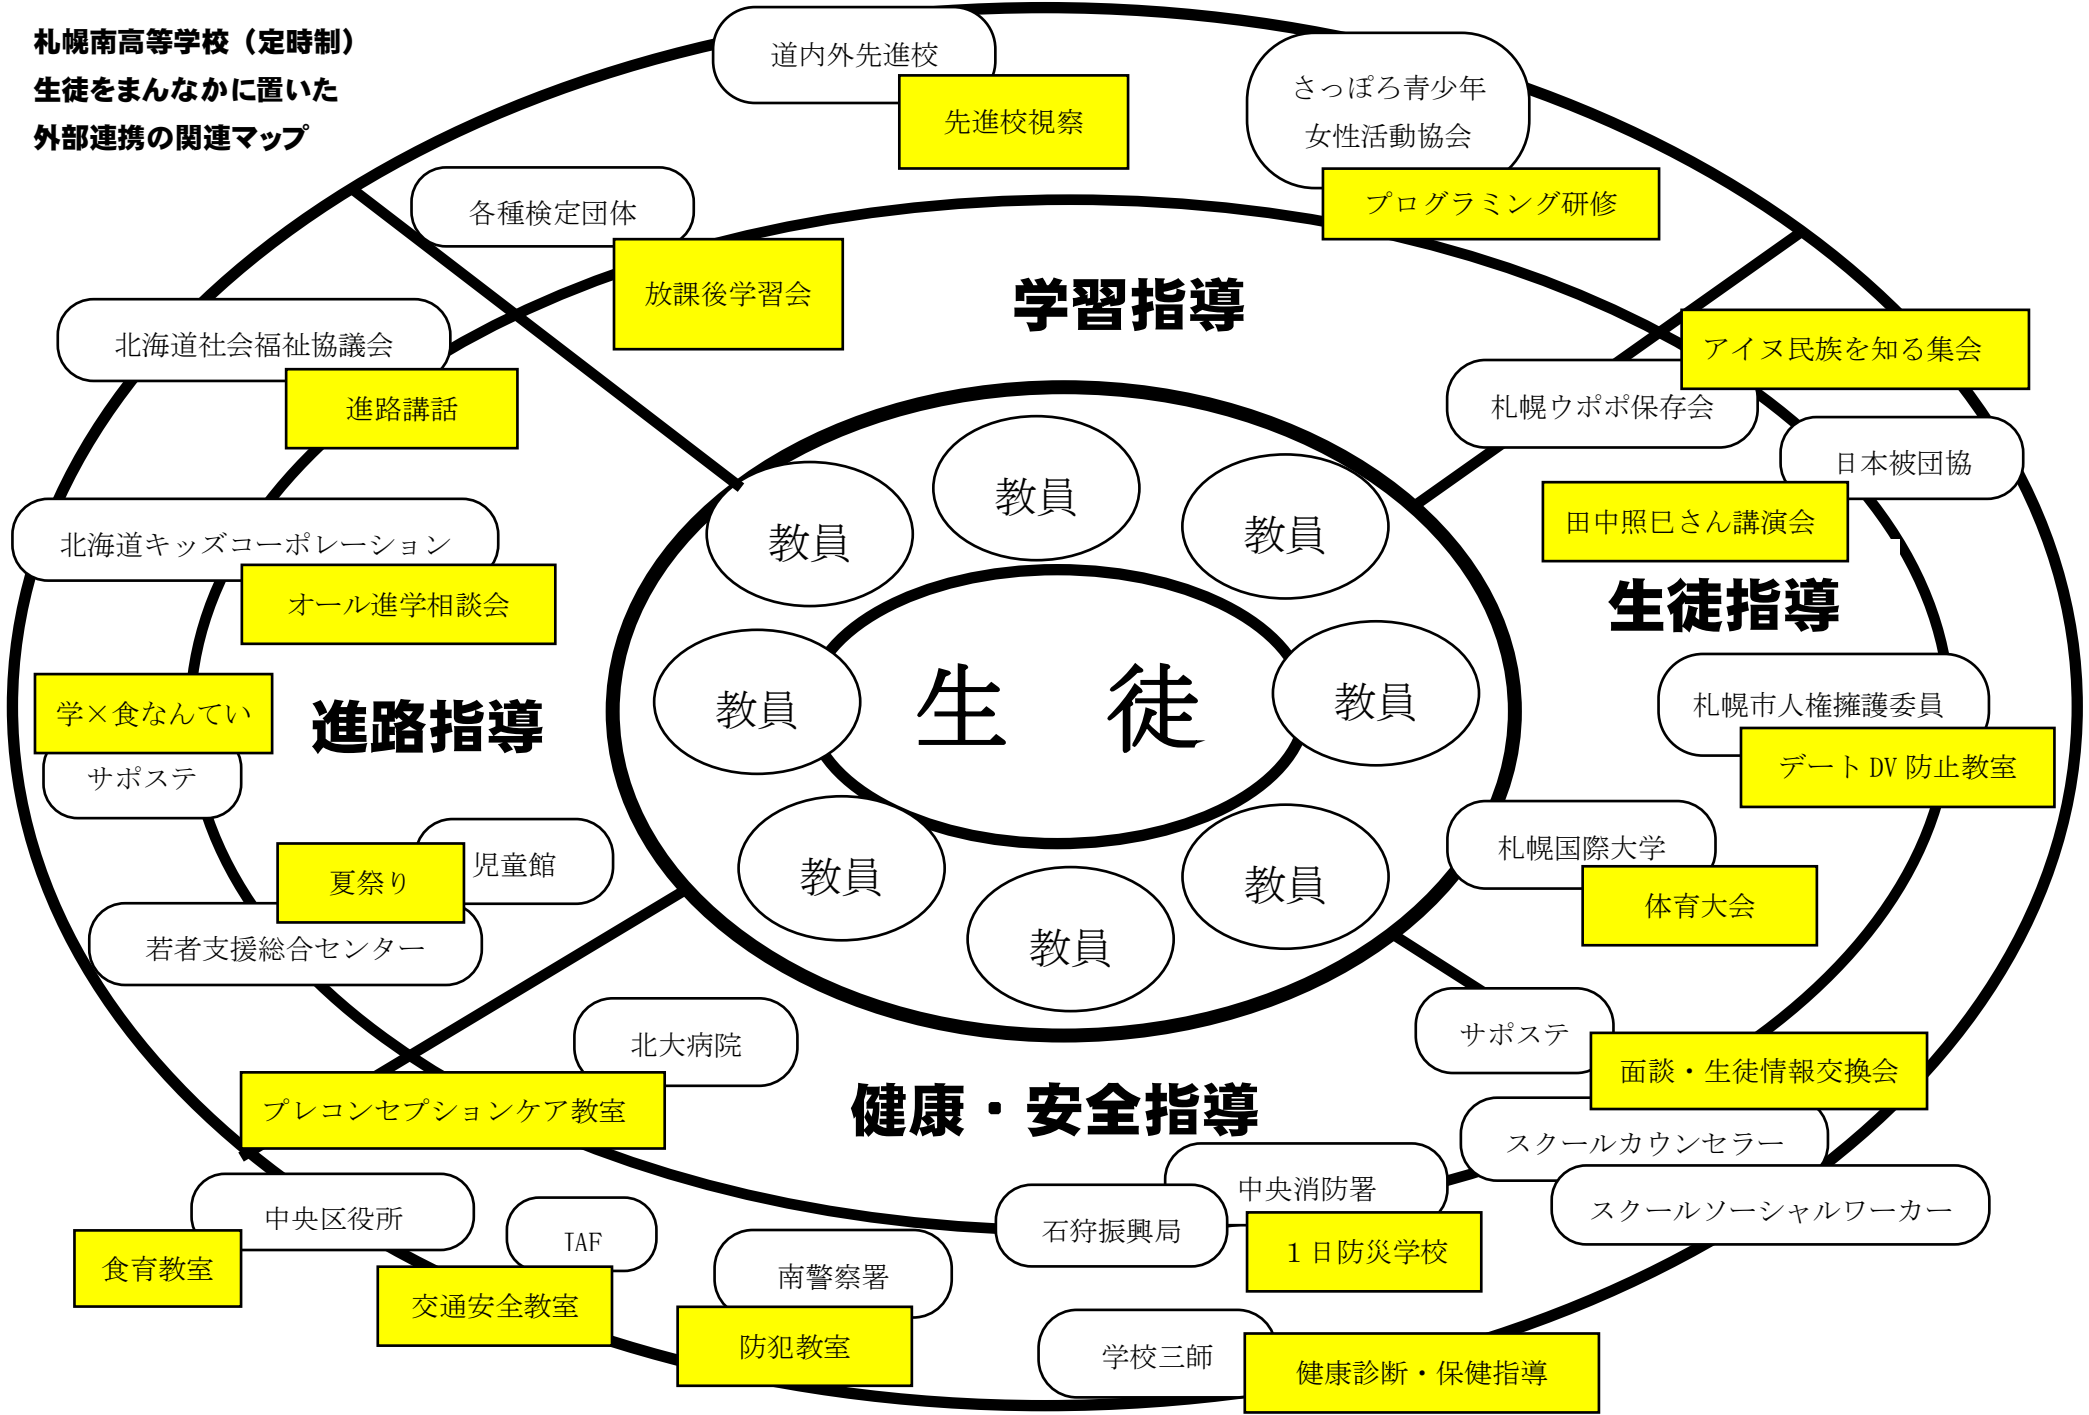 札幌南高等学校（定時制）
生徒をまんなかに置いた
外部連携の関連マップ
道内外先進校
先進校視察
さっぽろ青少年
女性活動協会
プログラミング研修
各種検定団体
放課後学習会
学習指導
北海道社会福祉協議会
進路講話
アイヌ民族を知る集会
札幌ウポポ保存会
日本被団協
田中照巳さん講演会
北海道キッズコーポレーション
オール進学相談会
生徒指導
教員
教員
教員
教員
教員
教員
教員
教員
生　徒
学×食なんてい
サポステ
進路指導
札幌市人権擁護委員
デートDV防止教室
札幌国際大学
体育大会
児童館
夏祭り
若者支援総合センター
北大病院
プレコンセプションケア教室
健康・安全指導
サポステ
面談・生徒情報交換会
スクールカウンセラー
スクールソーシャルワーカー
中央消防署
石狩振興局
１日防災学校
中央区役所
食育教室
TAF
交通安全教室
南警察署
防犯教室
学校三師
健康診断・保健指導